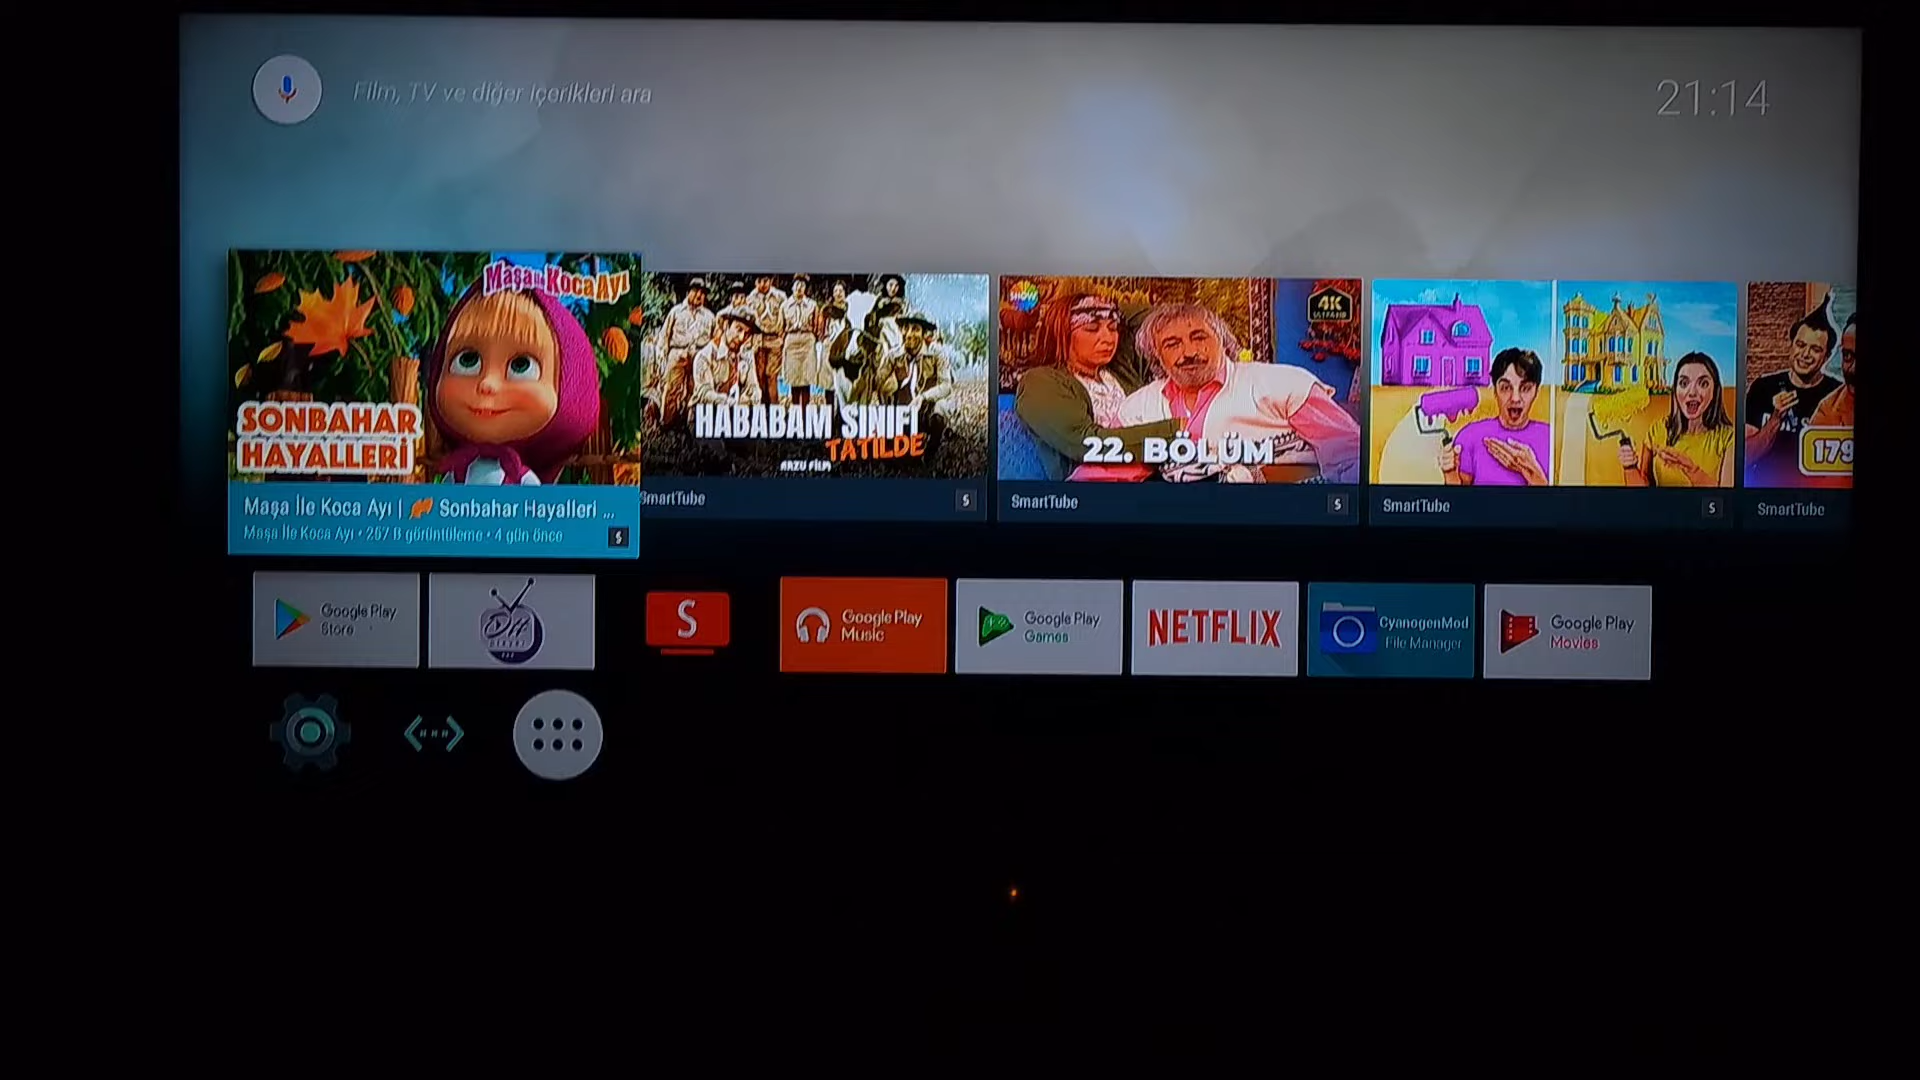 Film, TV ve diğer içerikleri ara
21:14
Maşa ile Koca Ayı
SONBAHAR
HAYALLERİ
Maşa İle Koca Ayı | 🍂 Sonbahar Hayalleri ...
Maşa İle Koca Ayı • 257 B görüntüleme • 4 gün önce
S
HABABAM SINIFI
TATİLDE
ARZU FİLM
SmartTube
S
SHOW
4K
22. BÖLÜM
SmartTube
S
SmartTube
S
179
SmartTube
Google Play
Store
S
Google Play
Music
Google Play
Games
NETFLIX
CyanogenMod
File Manager
Google Play
Movies